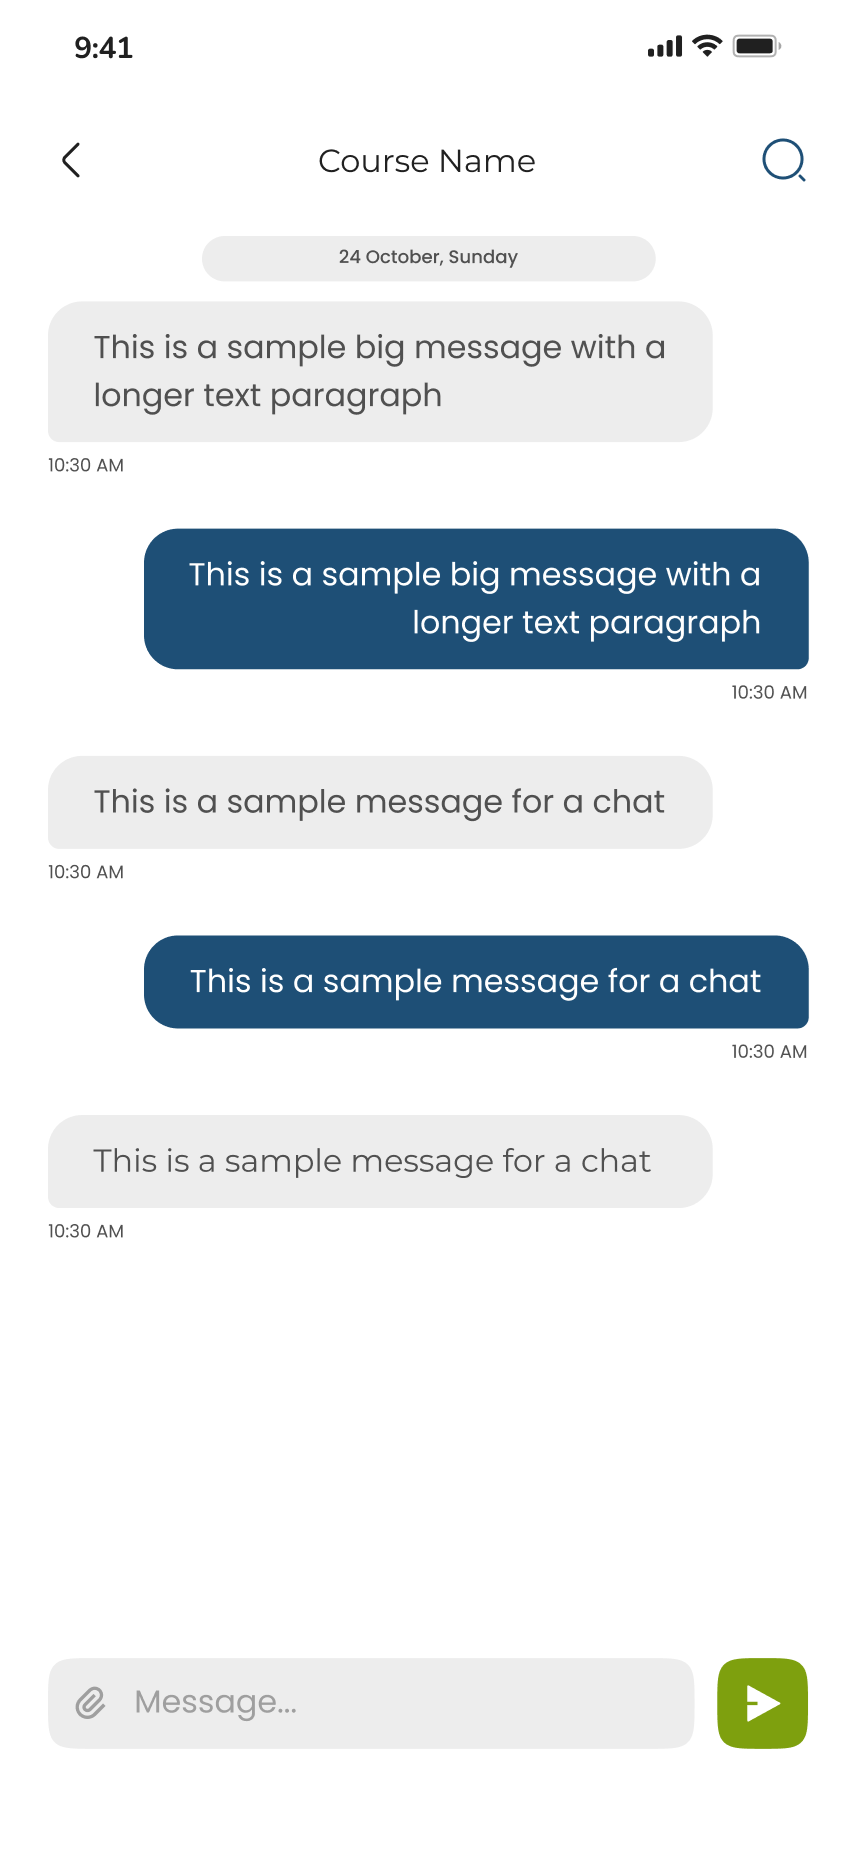 9:41
Course Name
24 October, Sunday
This is a sample big message with a
longer text paragraph
10:30 AM
This is a sample big message with a
longer text paragraph
10:30 AM
This is a sample message for a chat
10:30 AM
This is a sample message for a chat
10:30 AM
This is a sample message for a chat
10:30 AM
Message...